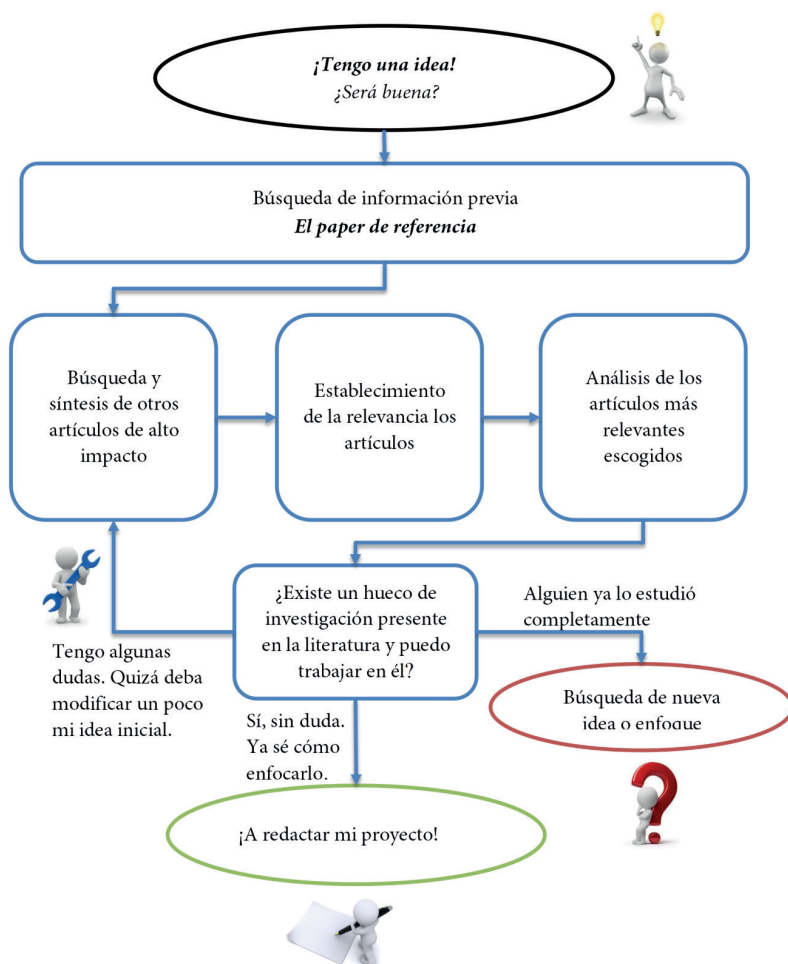 ¡Tengo una idea!
¿Será buena?
Búsqueda de información previa
El paper de referencia
Búsqueda y
síntesis de otros
artículos de alto
impacto
Establecimiento
de la relevancia los
artículos
Análisis de los
artículos más
relevantes
escogidos
¿Existe un hueco de
investigación presente
en la literatura y puedo
trabajar en él?
Alguien ya lo estudió
completamente
Tengo algunas
dudas. Quizá deba
modificar un poco
mi idea inicial.
Búsqueda de nueva
idea o enfoque
Sí, sin duda.
Ya sé cómo
enfocarlo.
¡A redactar mi proyecto!